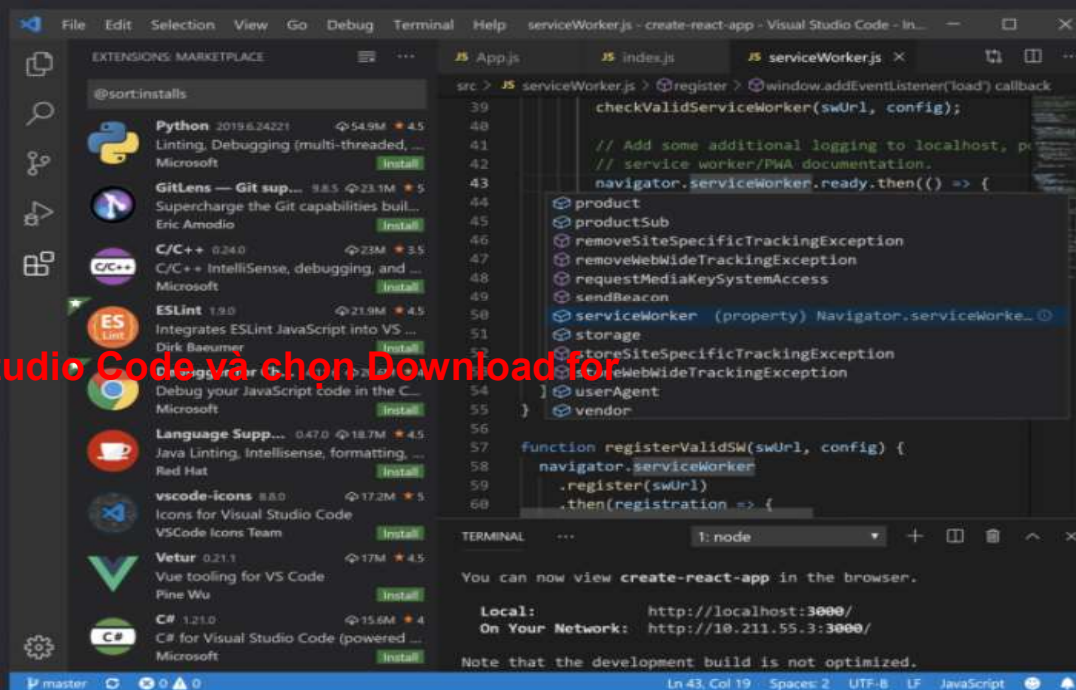 File Edit Selection View Go Debug Terminal Help serviceWorker.js - create-react-app - Visual Studio Code - In...
EXTENSIONS: MARKETPLACE
@sort:installs
Python 2019.6.24221 54.9M ★ 4.5
Linting, Debugging (multi-threaded, ...
Microsoft Install
GitLens — Git sup... 9.8.5 23.1M ★ 5
Supercharge the Git capabilities buil...
Eric Amodio Install
C/C++ 0.24.0 23M ★ 3.5
C/C++ IntelliSense, debugging, and ...
Microsoft Install
ESLint 1.9.0 21.9M ★ 4.5
Integrates ESLint JavaScript into VS ...
Dirk Baeumer Install
Debugger for Ch...
Debug your JavaScript code in the C...
Microsoft Install
Language Supp... 0.47.0 18.7M ★ 4.5
Java Linting, Intellisense, formatting, ...
Red Hat Install
vscode-icons 8.8.0 17.2M ★ 5
Icons for Visual Studio Code
VSCode Icons Team Install
Vetur 0.21.1 17M ★ 4.5
Vue tooling for VS Code
Pine Wu Install
C# 1.21.0 15.6M ★ 4
C# for Visual Studio Code (powered ...
Microsoft Install
udio Code và chọn Download for
JS App.js JS index.js JS serviceWorker.js ×
src > JS serviceWorker.js > register > window.addEventListener('load') callback
39 checkValidServiceWorker(swUrl, config);
40
41 // Add some additional logging to localhost, p
42 // service worker/PWA documentation.
43 navigator.serviceWorker.ready.then(() => {
44 product
45 productSub
46 removeSiteSpecificTrackingException
47 removeWebWideTrackingException
48 requestMediaKeySystemAccess
49 sendBeacon
50 serviceWorker (property) Navigator.serviceWorke...
51 storage
storeSiteSpecificTrackingException
storeWebWideTrackingException
54 } userAgent
55 } vendor
56
57 function registerValidSW(swUrl, config) {
58 navigator.serviceWorker
59 .register(swUrl)
60 .then(registration => {
TERMINAL ... 1: node
You can now view create-react-app in the browser.
Local: http://localhost:3000/
On Your Network: http://10.211.55.3:3000/
Note that the development build is not optimized.
master 0 0 Ln 43, Col 19 Spaces: 2 UTF-8 LF JavaScript